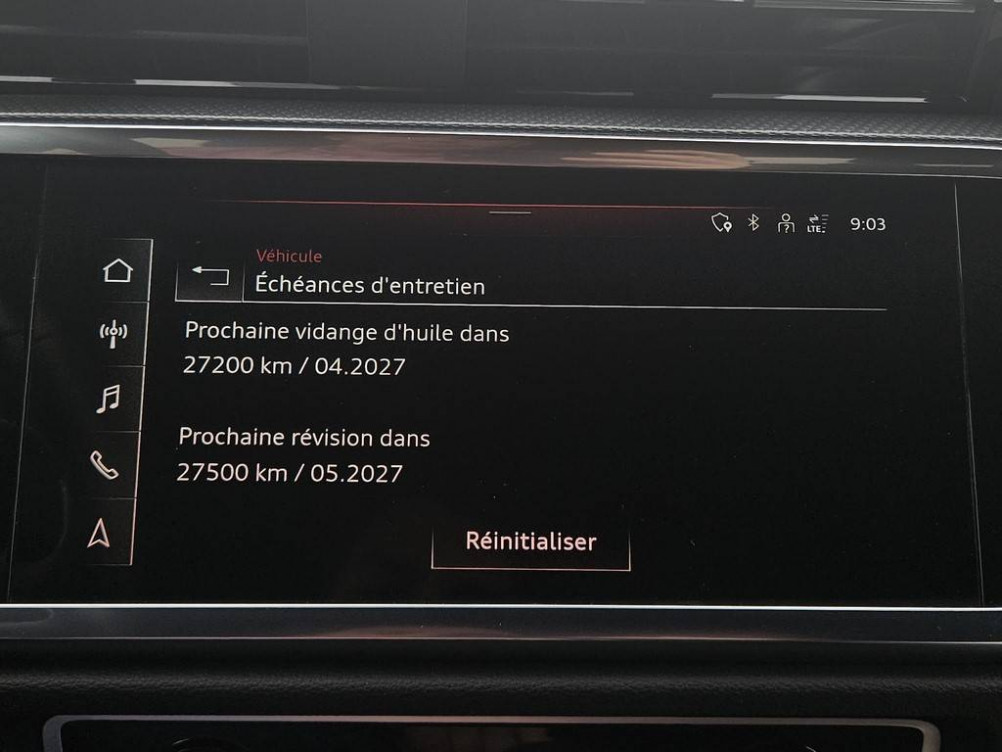 LTE
9:03
Véhicule
Échéances d'entretien
Prochaine vidange d'huile dans
27200 km / 04.2027
Prochaine révision dans
27500 km / 05.2027
Réinitialiser